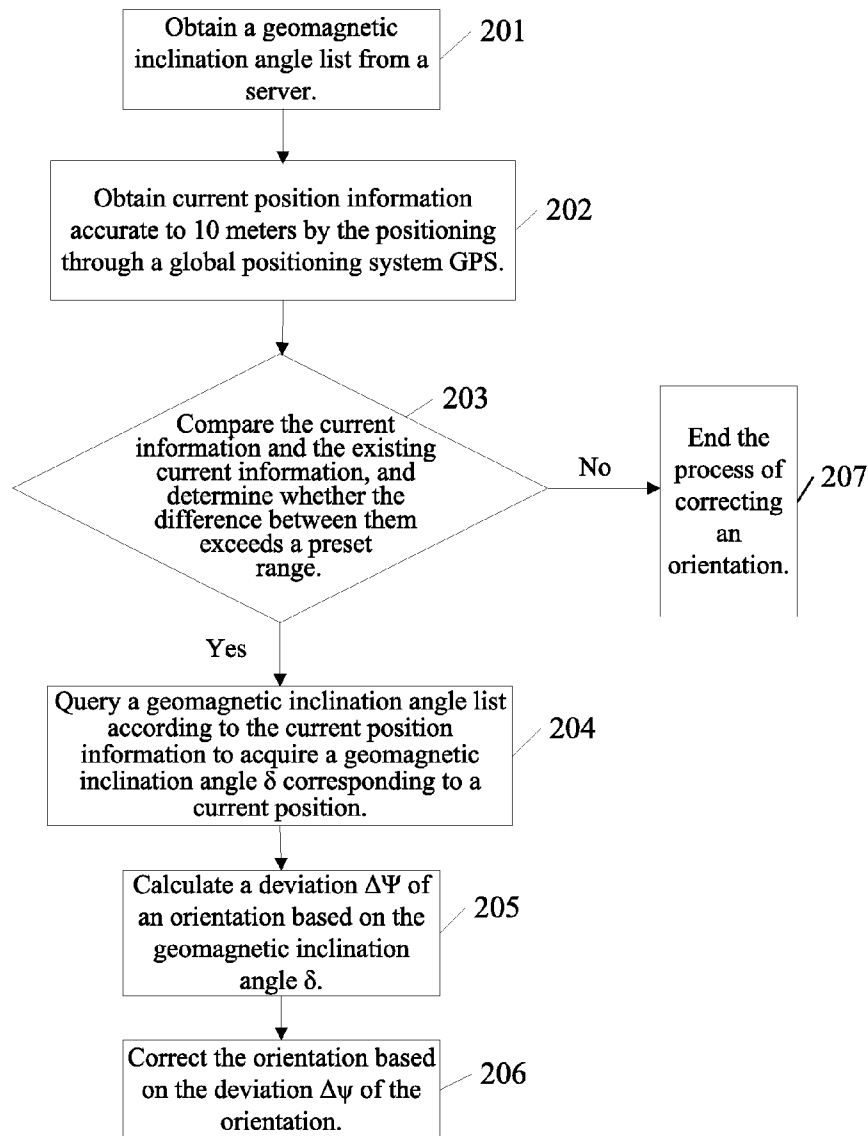 Obtain a geomagnetic
inclination angle list from a
server.
201
Obtain current position information
accurate to 10 meters by the positioning
through a global positioning system GPS.
202
203
Compare the current
information and the existing
current information, and
determine whether the
difference between them
exceeds a preset
range.
No
End the
process of
correcting
an
orientation.
207
Yes
Query a geomagnetic inclination angle list
according to the current position
information to acquire a geomagnetic
inclination angle δ corresponding to a
current position.
204
Calculate a deviation ΔΨ of
an orientation based on the
geomagnetic inclination
angle δ.
205
Correct the orientation based
on the deviation Δψ of the
orientation.
206